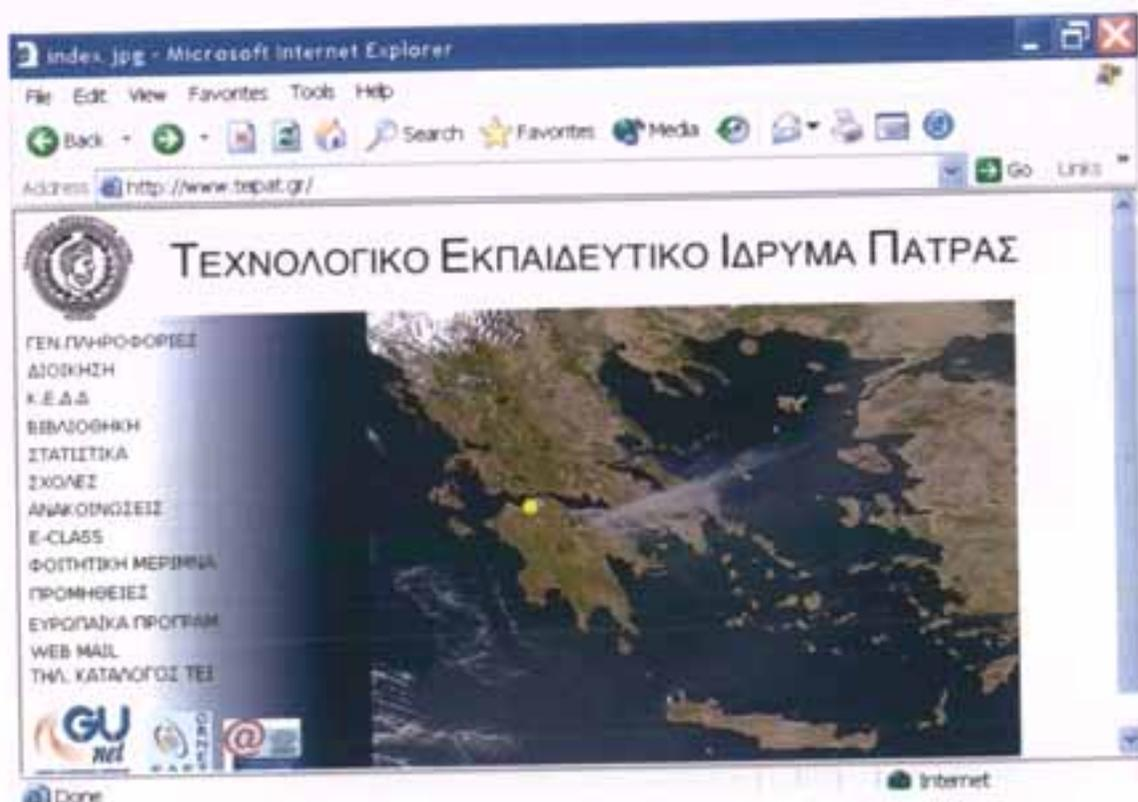 index.jpg - Microsoft Internet Explorer
File Edit View Favorites Tools Help
Back Search Favorites Media
Address http://www.teipat.gr/ Go Links »
ΤΕΧΝΟΛΟΓΙΚΟ ΕΚΠΑΙΔΕΥΤΙΚΟ ΙΔΡΥΜΑ ΠΑΤΡΑΣ
ΓΕΝ.ΠΛΗΡΟΦΟΡΙΕΣ
ΔΙΟΙΚΗΣΗ
Κ.Ε.Δ.Δ
ΒΙΒΛΙΟΘΗΚΗ
ΣΤΑΤΙΣΤΙΚΑ
ΣΧΟΛΕΣ
ΑΝΑΚΟΙΝΩΣΕΙΣ
E-CLASS
ΦΟΙΤΗΤΙΚΗ ΜΕΡΙΜΝΑ
ΠΡΟΜΗΘΕΙΕΣ
ΕΥΡΩΠΑΪΚΑ ΠΡΟΓΡΑΜ
WEB MAIL
ΤΗΛ. ΚΑΤΑΛΟΓΟΣ ΤΕΙ
GU
net
@
Done Internet